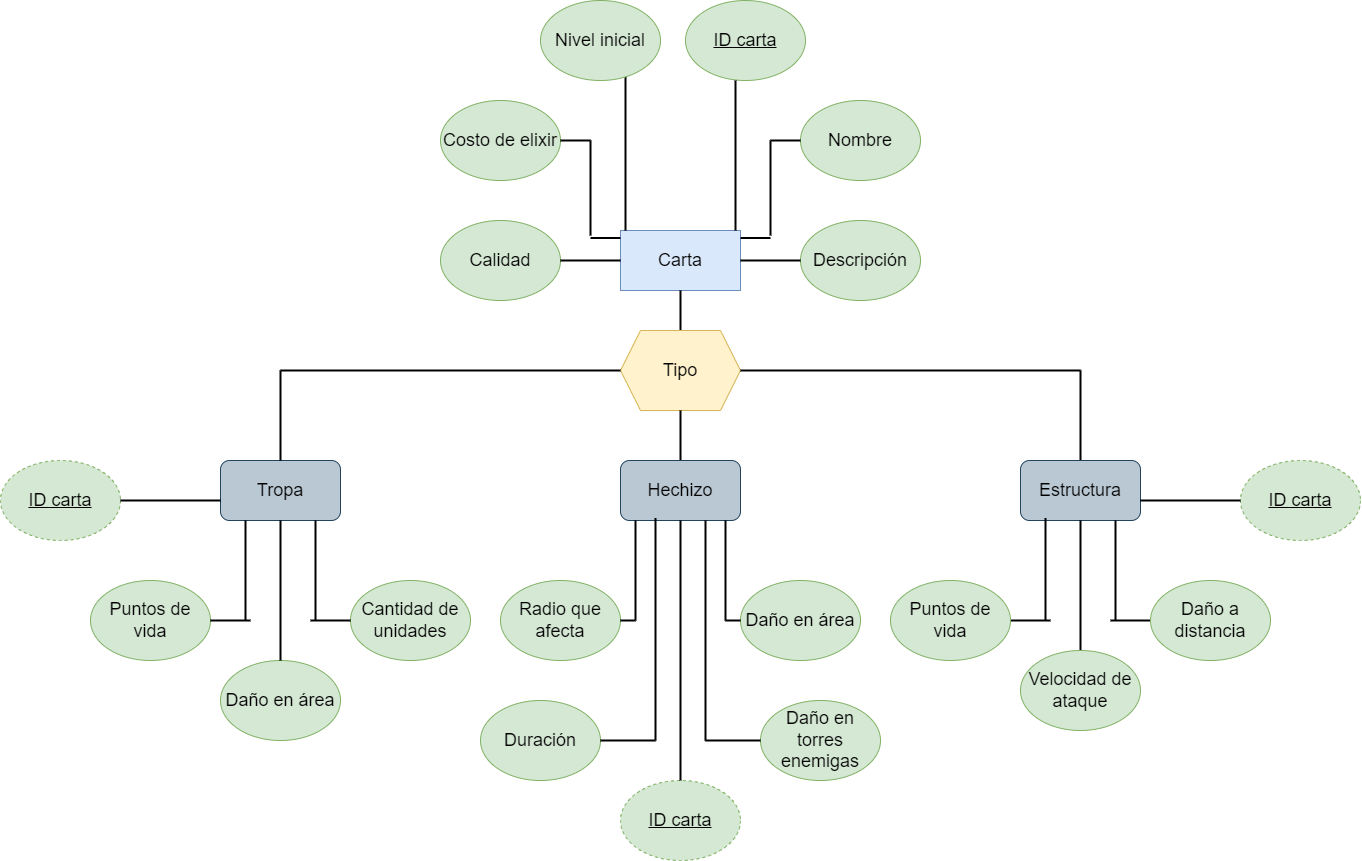 Nivel inicial
ID carta
Costo de elixir
Nombre
Calidad
Carta
Descripción
Tipo
ID carta
Tropa
Hechizo
Estructura
ID carta
Puntos de
vida
Cantidad de
unidades
Radio que
afecta
Daño en área
Puntos de
vida
Daño a
distancia
Daño en área
Velocidad de
ataque
Duración
Daño en
torres
enemigas
ID carta